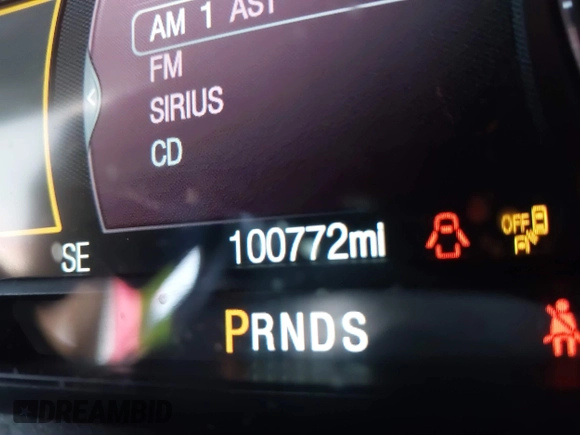 AM 1 AST
FM
SIRIUS
CD
SE
100772mi
OFF
PRNDS
DREAMBID